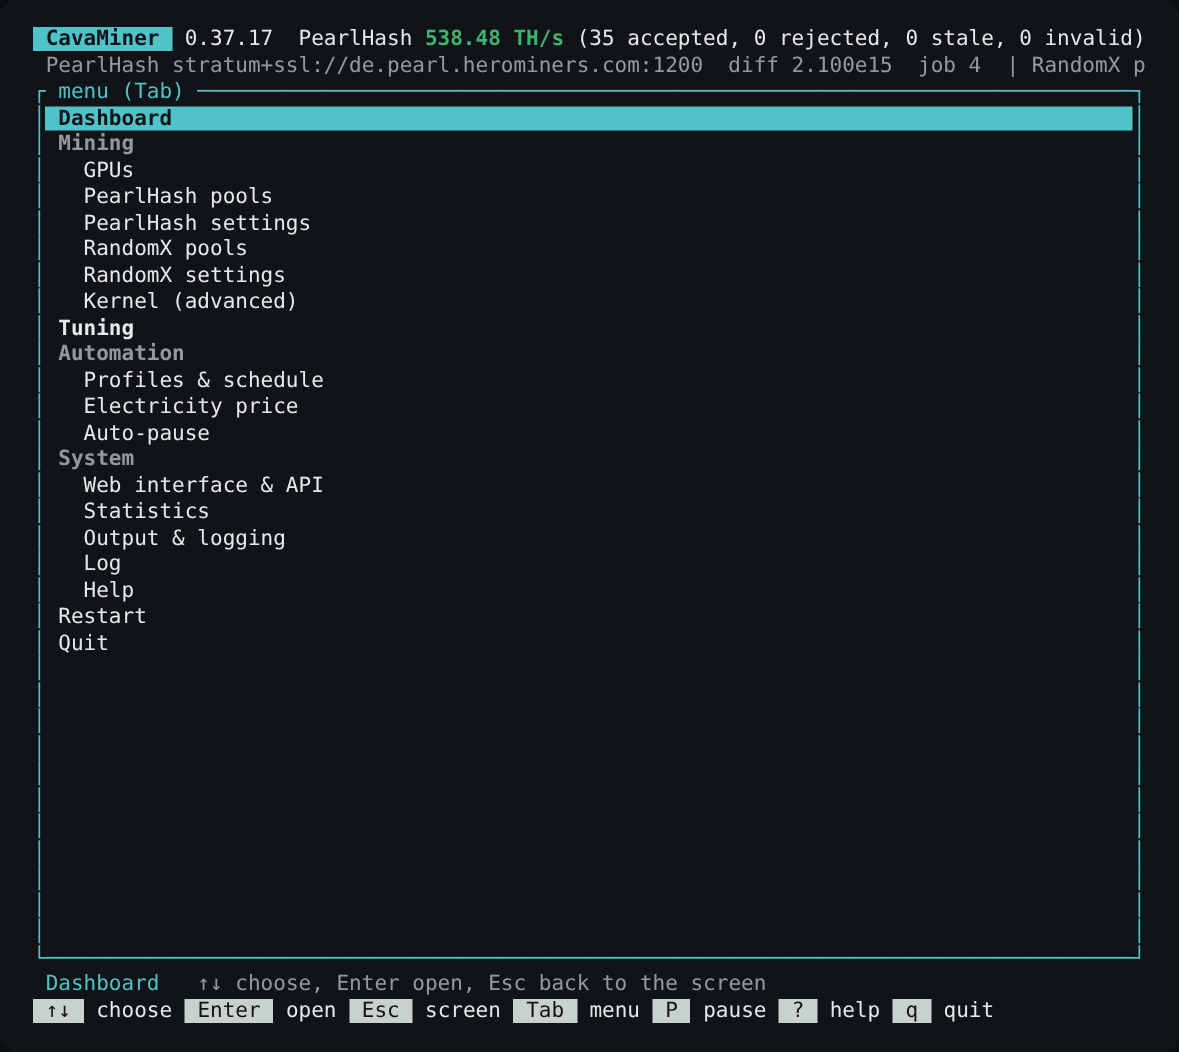 CavaMiner 0.37.17 PearlHash 538.48 TH/s (35 accepted, 0 rejected, 0 stale, 0 invalid)
PearlHash stratum+ssl://de.pearl.herominers.com:1200 diff 2.100e15 job 4 | RandomX p
menu (Tab)
Dashboard
Mining
GPUs
PearlHash pools
PearlHash settings
RandomX pools
RandomX settings
Kernel (advanced)
Tuning
Automation
Profiles & schedule
Electricity price
Auto-pause
System
Web interface & API
Statistics
Output & logging
Log
Help
Restart
Quit
Dashboard ↑↓ choose, Enter open, Esc back to the screen
↑↓ choose Enter open Esc screen Tab menu P pause ? help q quit